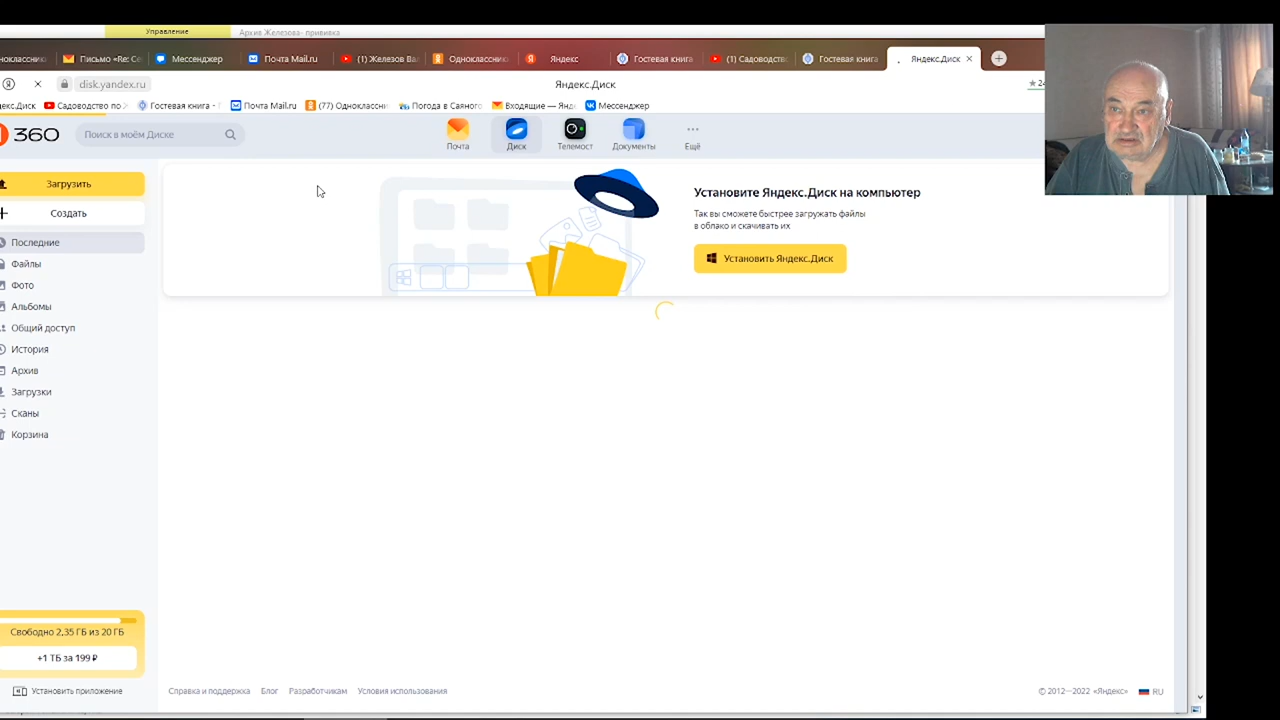 Управление
Архив Железова- прививка
Письмо «Re: Се
Мессенджер
Почта Mail.ru
(1) Железов Ва
Одноклассник
Яндекс
Гостевая книга
(1) Садоводств
Гостевая книга
Яндекс.Диск
disk.yandex.ru
Яндекс.Диск
24
екс.Диск
Садоводство по
Гостевая книга - Г
Почта Mail.ru
(77) Одноклассн
Погода в Саяного
Входящие — Янд
Мессенджер
360
Поиск в моём Диске
Почта
Диск
Телемост
Документы
Ещё
Загрузить
Создать
Последние
Файлы
Фото
Альбомы
Общий доступ
История
Архив
Загрузки
Сканы
Корзина
Установите Яндекс.Диск на компьютер
Так вы сможете быстрее загружать файлы
в облако и скачивать их
Установить Яндекс.Диск
Свободно 2,35 ГБ из 20 ГБ
+1 ТБ за 199 ₽
Установить приложение
Справка и поддержка
Блог
Разработчикам
Условия использования
© 2012—2022 «Яндекс»
RU